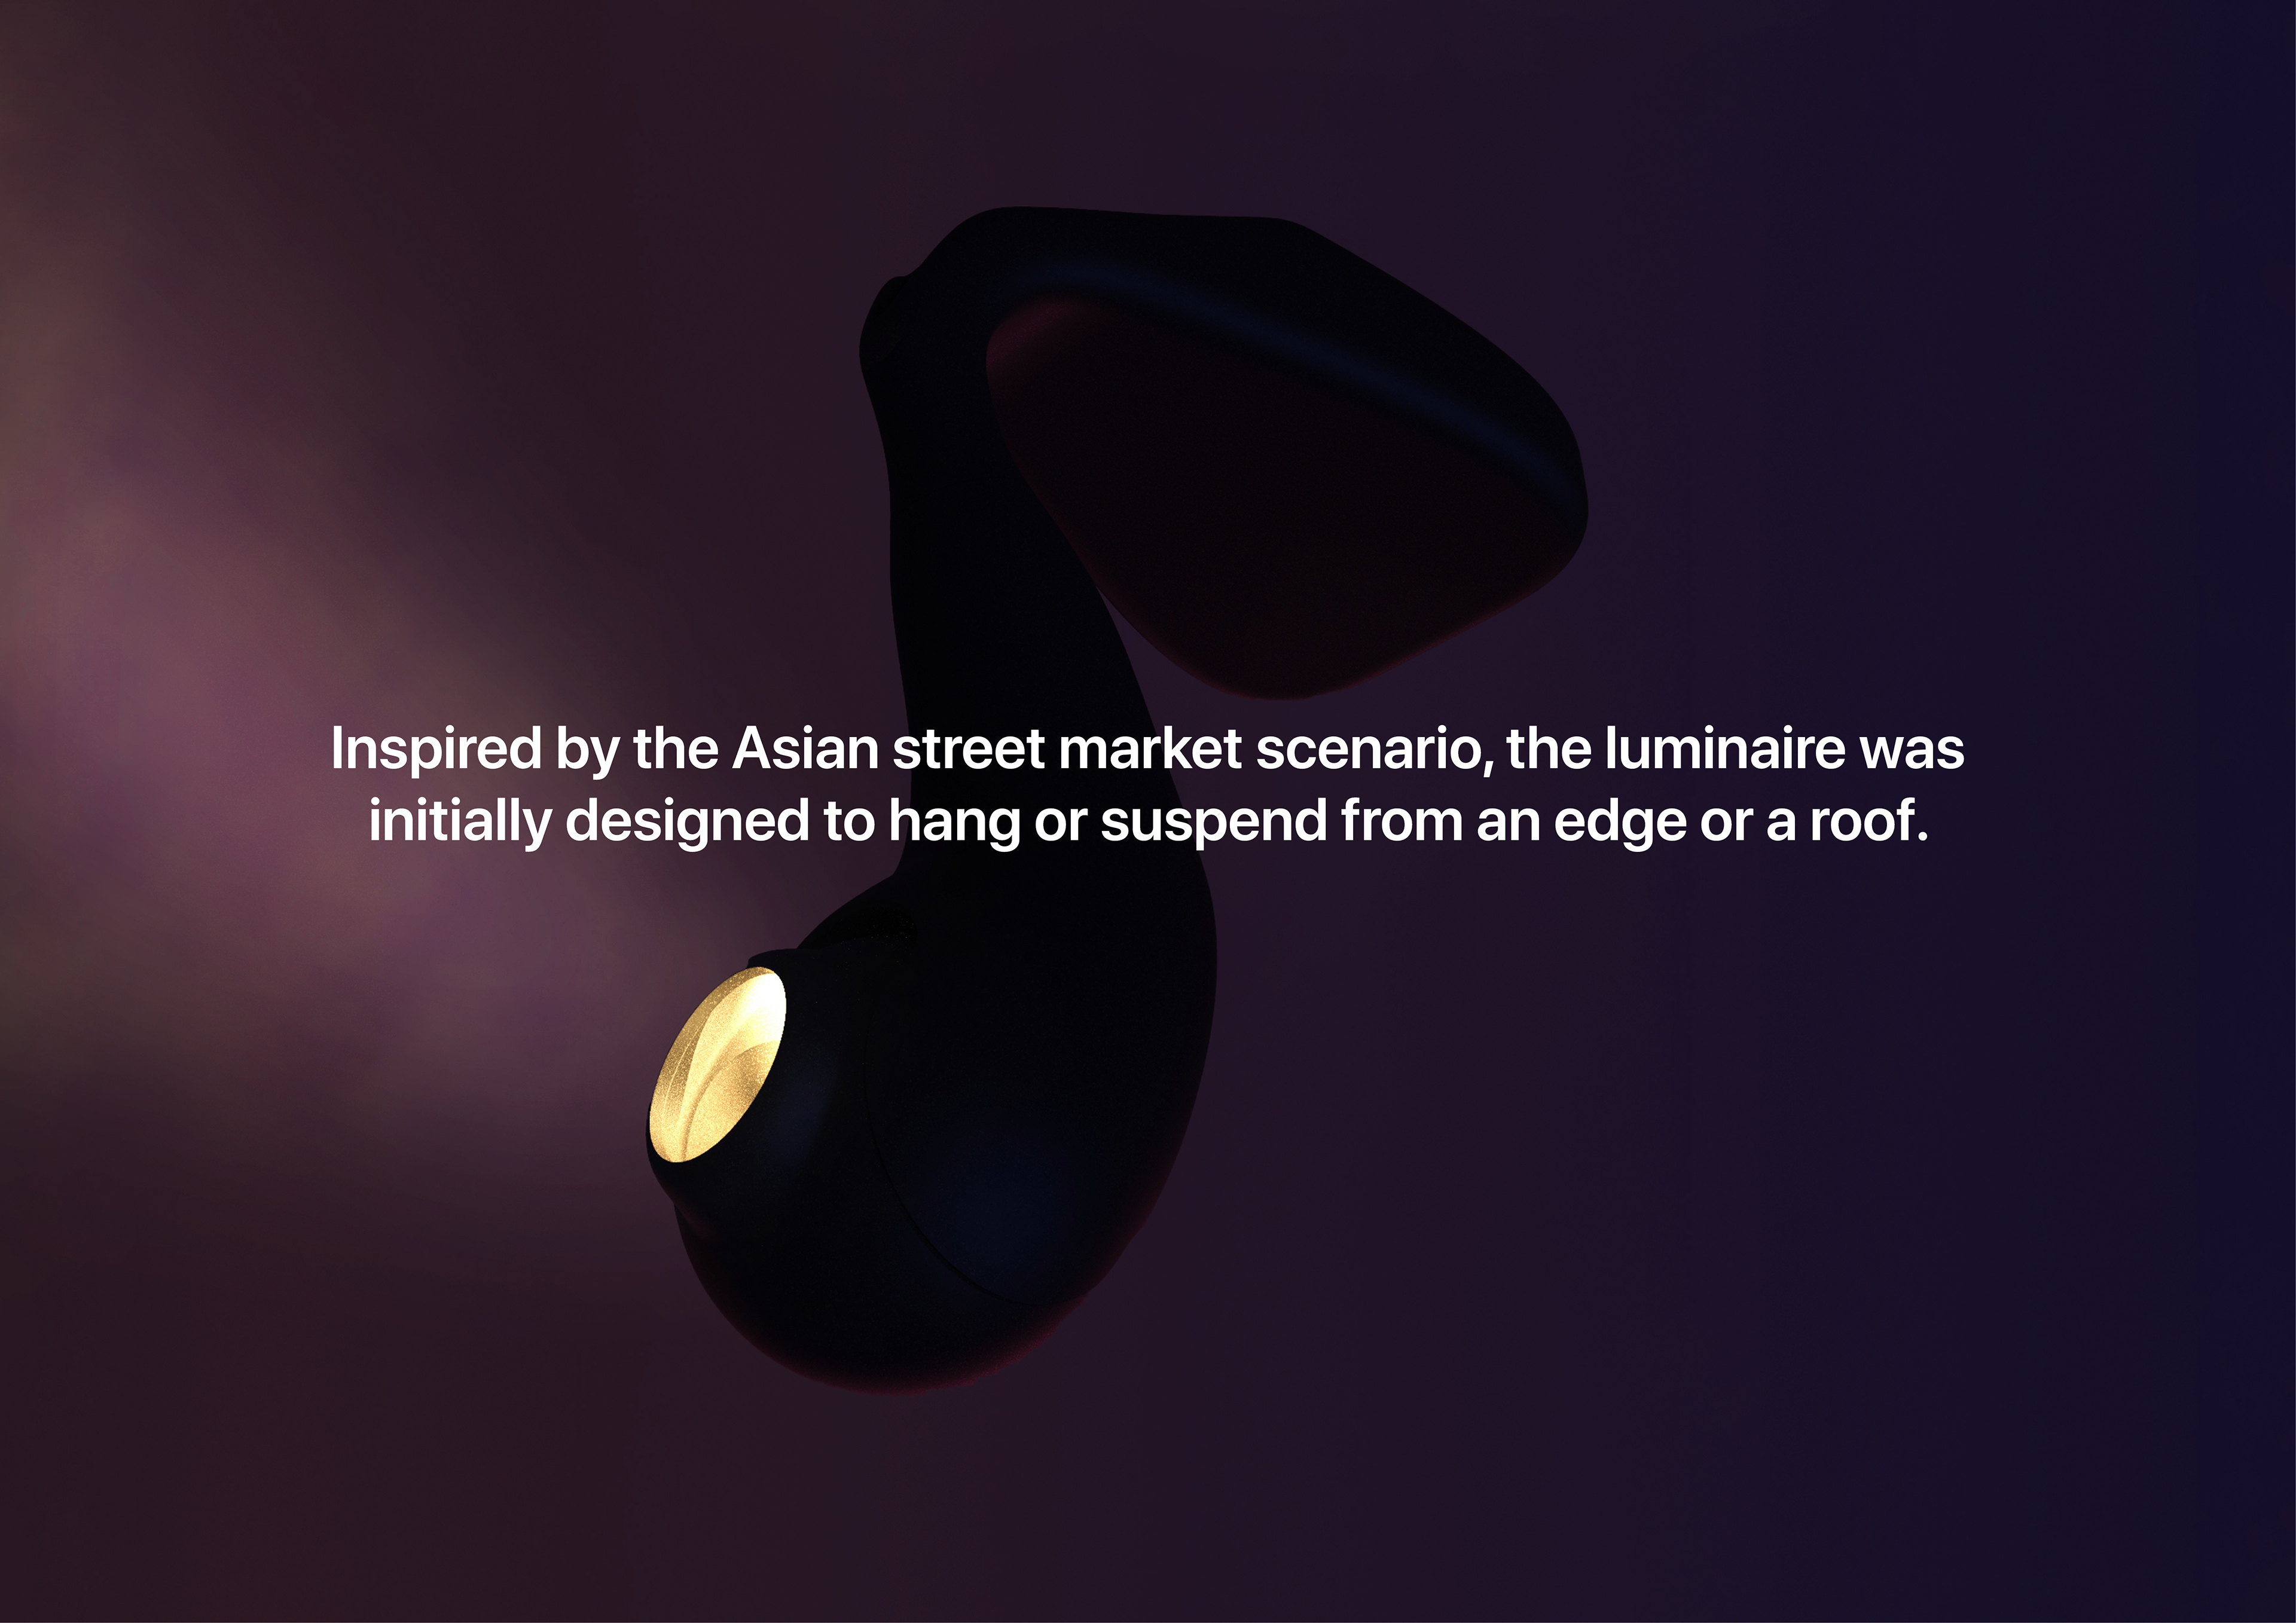 Inspired by the Asian street market scenario, the luminaire was
initially designed to hang or suspend from an edge or a roof.